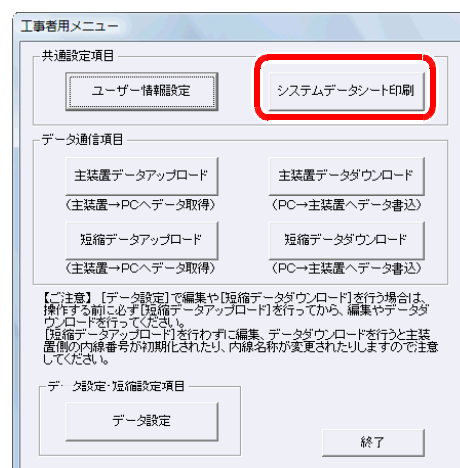 工事者用メニュー
共通設定項目
ユーザー情報設定 システムデータシート印刷
データ通信項目
主装置データアップロード 主装置データダウンロード
(主装置→PCへデータ取得) (PC→主装置へデータ書込)
短縮データアップロード 短縮データダウンロード
(主装置→PCへデータ取得) (PC→主装置へデータ書込)
【ご注意】 [データ設定]で編集や[短縮データダウンロード]を行う場合は、
操作する前に必ず[短縮データアップロード]を行ってから、編集やデータダ
ウンロードを行ってください。
[短縮データアップロード]を行わずに編集、データダウンロードを行うと主装
置側の内線番号が初期化されたり、内線名称が変更されたりしますので注意
してください。
データ設定・短縮設定項目
データ設定
終了